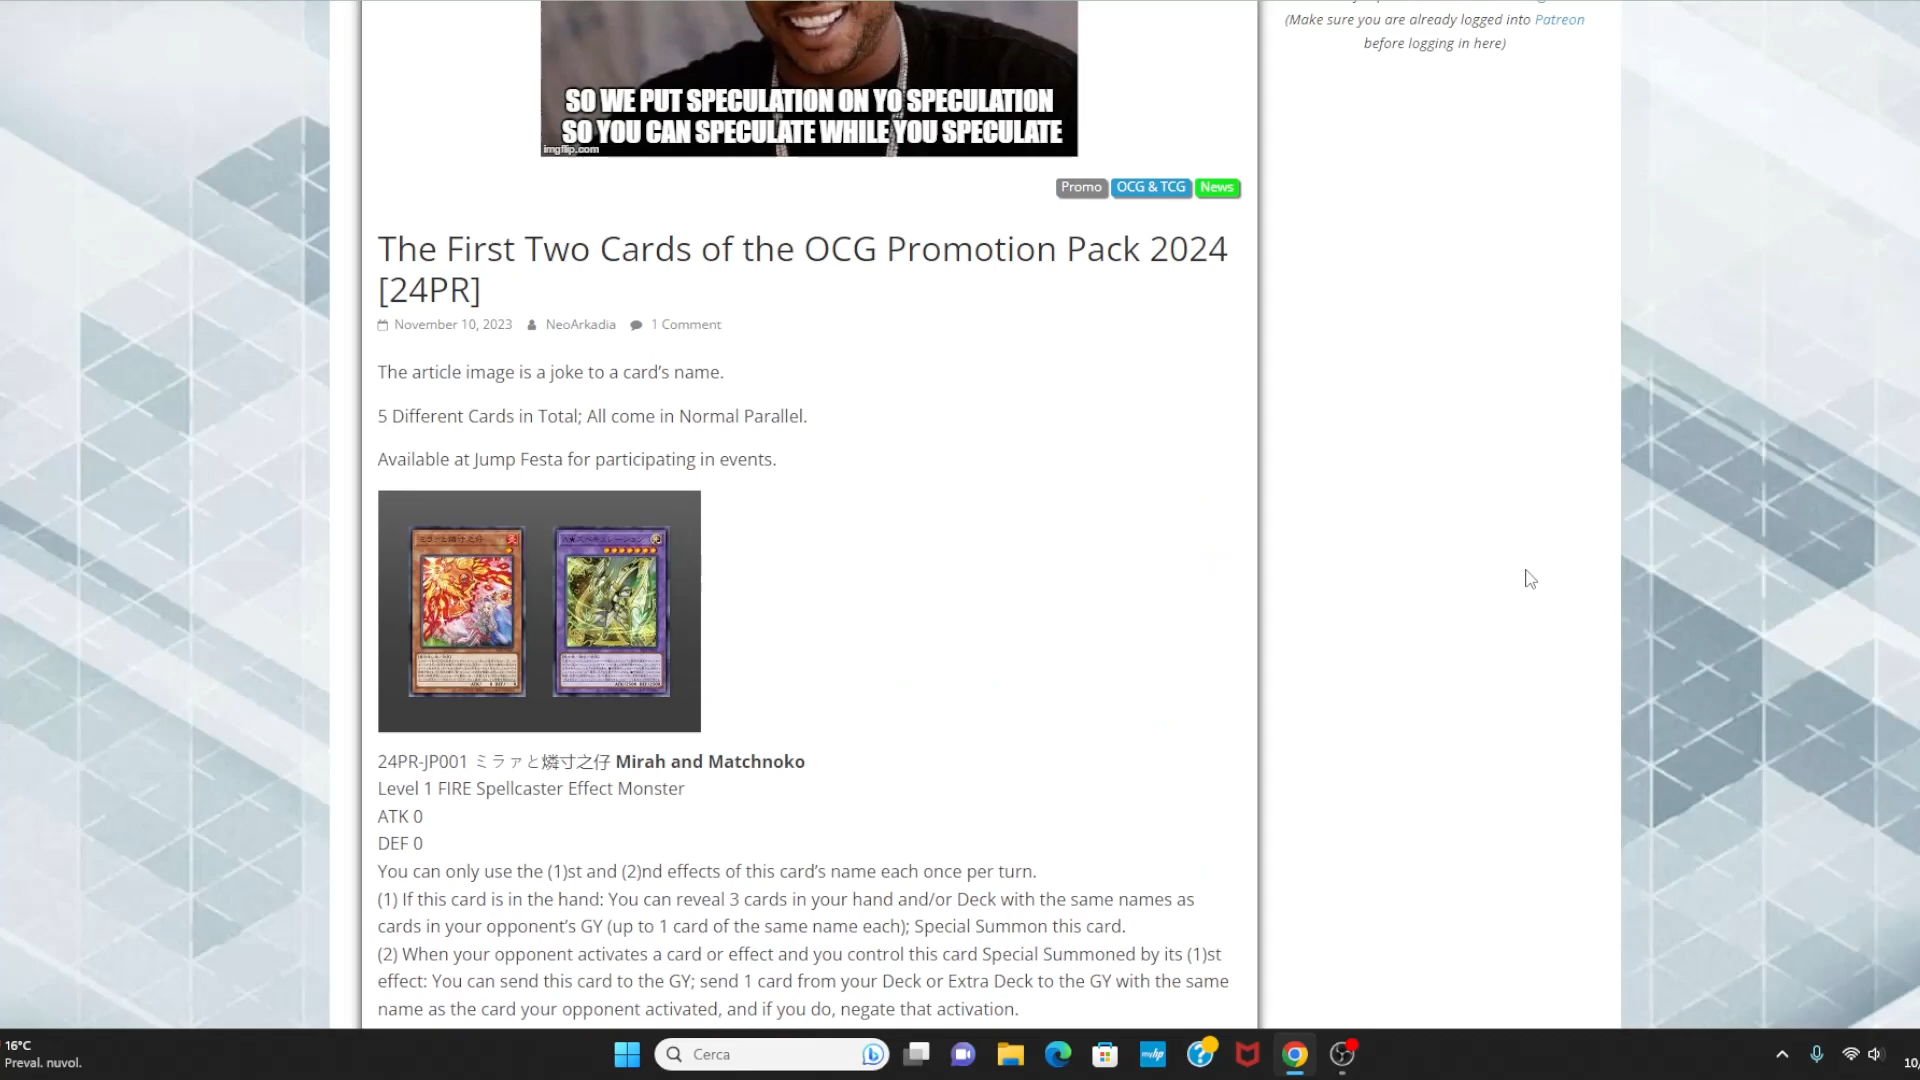 (Make sure you are already logged into Patreon
before logging in here)
SO WE PUT SPECULATION ON YO SPECULATION
SO YOU CAN SPECULATE WHILE YOU SPECULATE
imgflip.com
Promo OCG & TCG News
The First Two Cards of the OCG Promotion Pack 2024
[24PR]
November 10, 2023 NeoArkadia 1 Comment
The article image is a joke to a card's name.
5 Different Cards in Total; All come in Normal Parallel.
Available at Jump Festa for participating in events.
24PR-JP001 ミラァと燐寸之仔 Mirah and Matchnoko
Level 1 FIRE Spellcaster Effect Monster
ATK 0
DEF 0
You can only use the (1)st and (2)nd effects of this card's name each once per turn.
(1) If this card is in the hand: You can reveal 3 cards in your hand and/or Deck with the same names as
cards in your opponent's GY (up to 1 card of the same name each); Special Summon this card.
(2) When your opponent activates a card or effect and you control this card Special Summoned by its (1)st
effect: You can send this card to the GY; send 1 card from your Deck or Extra Deck to the GY with the same
name as the card your opponent activated, and if you do, negate that activation.
16°C
Preval. nuvol.
Cerca
myhp
10